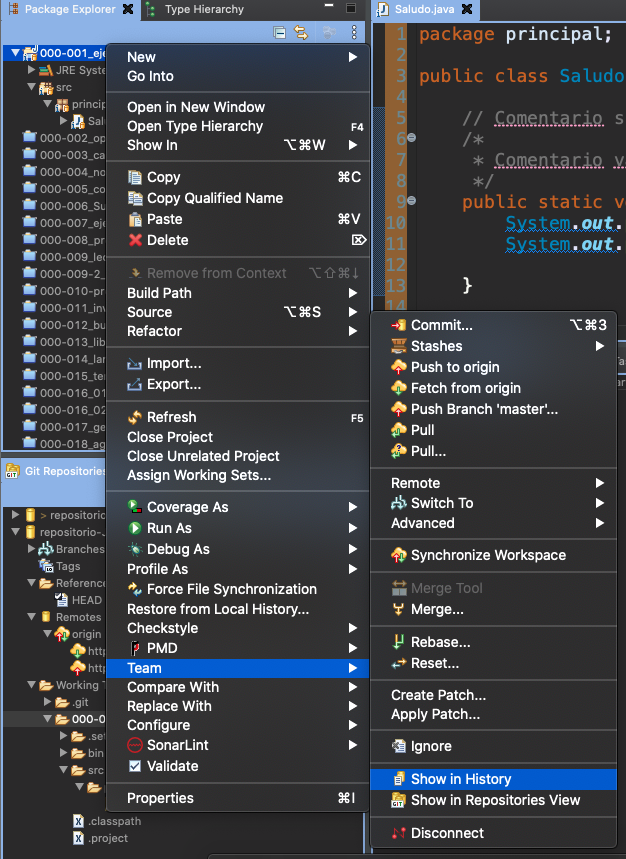 Package Explorer
Type Hierarchy
Saludo.java
000-001_eje
JRE Syste
src
princip
Salu
000-002_op
000-003_ca
000-004_no
000-005_co
000-006_Su
000-007_eje
000-008_pr
000-009_lec
000-009-2_
000-010-pr
000-011_inv
000-012_bu
000-013_lib
000-014_lar
000-015_ter
000-016_01
000-016_02
000-017_ge
000-018_ag
Git Repositories
> repositorio
repositorio-J
Branches
Tags
Reference
HEAD
Remotes
origin
http
http
Working T
.git
000-0
.set
bin
src
.classpath
.project
New
Go Into
Open in New Window
Open Type Hierarchy F4
Show In ⌥⌘W
Copy ⌘C
Copy Qualified Name
Paste ⌘V
Delete ⌦
Remove from Context ⌥⇧⌘↓
Build Path
Source ⌥⌘S
Refactor
Import...
Export...
Refresh F5
Close Project
Close Unrelated Project
Assign Working Sets...
Coverage As
Run As
Debug As
Profile As
Force File Synchronization
Restore from Local History...
Checkstyle
PMD
Team
Compare With
Replace With
Configure
SonarLint
Validate
Properties ⌘I
1 package principal;
2
3 public class Saludo
4
5 // Comentario s
6 /*
7 * Comentario v
8 */
9 public static v
10 System.out.
11 System.out.
12
13 }
14
Commit... ⌥⌘3
Stashes
Push to origin
Fetch from origin
Push Branch 'master'...
Pull
Pull...
Remote
Switch To
Advanced
Synchronize Workspace
Merge Tool
Merge...
Rebase...
Reset...
Create Patch...
Apply Patch...
Ignore
Show in History
Show in Repositories View
Disconnect